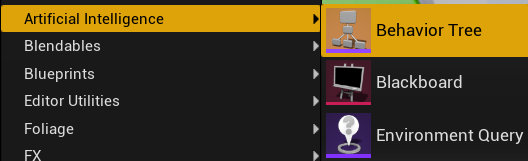 Artificial Intelligence
Blendables
Blueprints
Editor Utilities
Foliage
FX
Behavior Tree
Blackboard
Environment Query